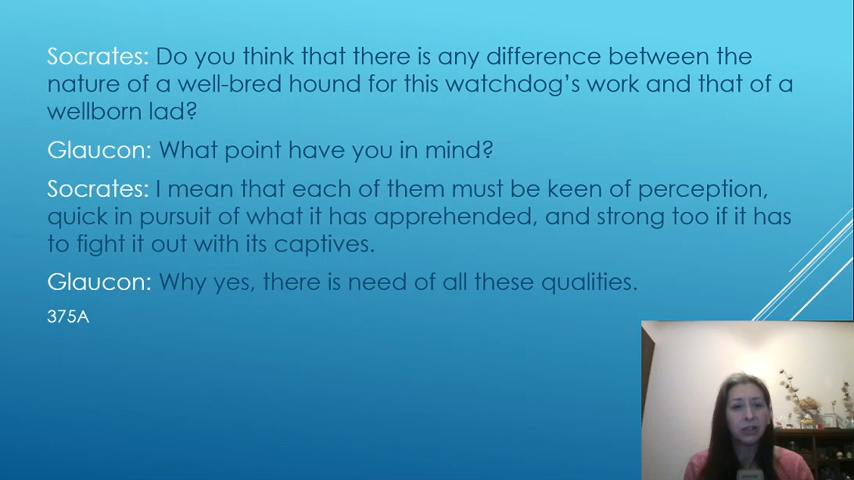 Socrates: Do you think that there is any difference between the
nature of a well-bred hound for this watchdog’s work and that of a
wellborn lad?
Glaucon: What point have you in mind?
Socrates: I mean that each of them must be keen of perception,
quick in pursuit of what it has apprehended, and strong too if it has
to fight it out with its captives.
Glaucon: Why yes, there is need of all these qualities.
375A